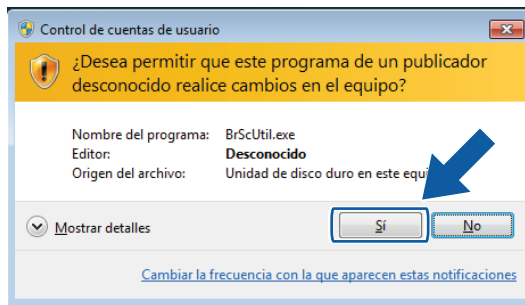 Control de cuentas de usuario
¿Desea permitir que este programa de un publicador
desconocido realice cambios en el equipo?
Nombre del programa: BrScUtil.exe
Editor: Desconocido
Origen del archivo: Unidad de disco duro en este
Mostrar detalles
Sí
No
Cambiar la frecuencia con la que aparecen estas notificaciones